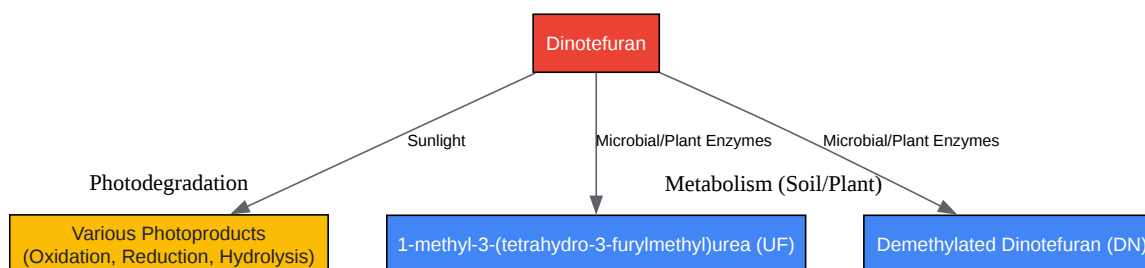 Dinotefuran
Sunlight
Microbial/Plant Enzymes
Microbial/Plant Enzymes
Photodegradation
Metabolism (Soil/Plant)
Various Photoproducts
(Oxidation, Reduction, Hydrolysis)
1-methyl-3-(tetrahydro-3-furylmethyl)urea (UF)
Demethylated Dinotefuran (DN)